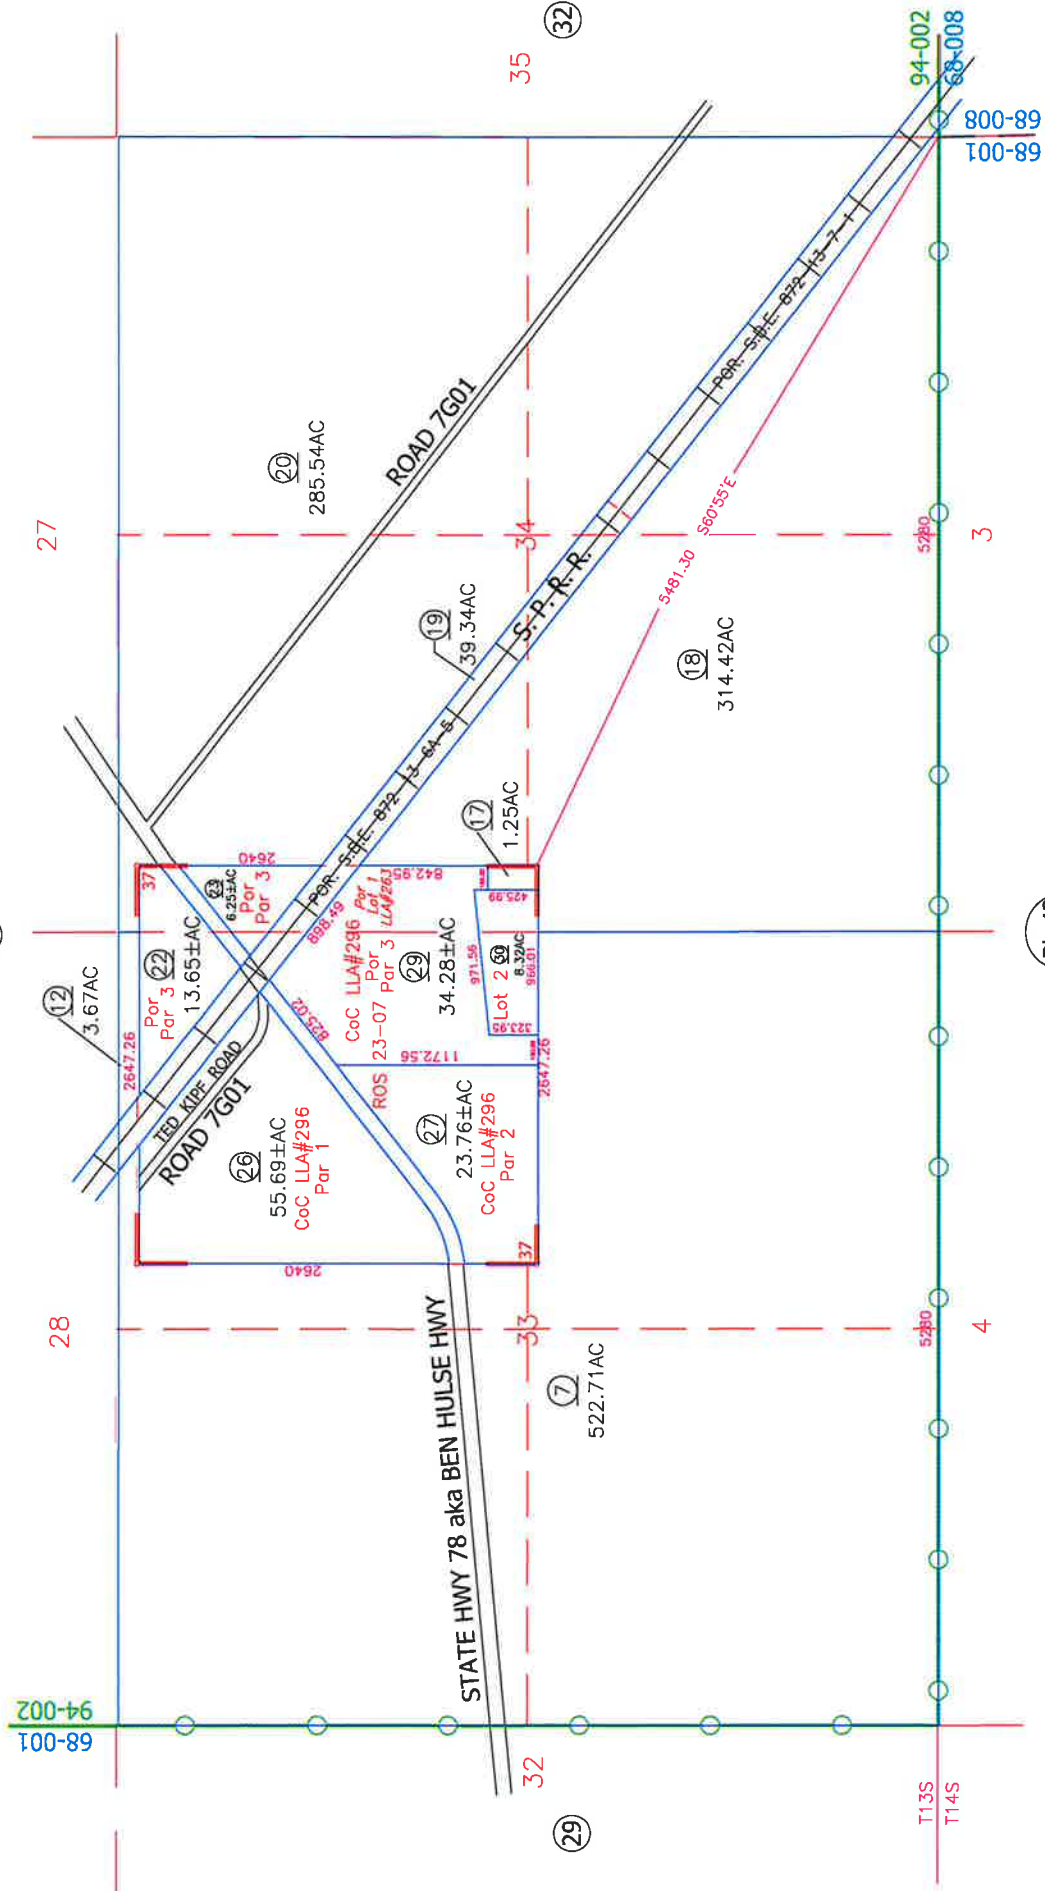 32
94-002
68-008
68-008
68-001
35
27
28
20
285.54AC
ROAD 7G01
34
19
39.34AC
S. P. R. R.
POR. S.B.E. 872 13-7-1
POR. S.B.E. 872 13-6A-5
5481.30 S60°55'E
5280
3
18
314.42AC
17
1.25AC
12
3.67AC
2647.26
37
2640
23
6.25±AC
Por
Par 3
Por
Par 3
22
13.65±AC
TED KIPF ROAD
ROAD 7G01
898.49
842.95
Por
Lot 1
LLA#263
CoC LLA#296
23-07 Por
Par 3
29
34.28±AC
825.02
1172.56
ROS
425.99
971.56
Lot 2
30
8.32AC
966.01
323.95
2647.26
26
55.69±AC
CoC LLA#296
Par 1
27
23.76±AC
CoC LLA#296
Par 2
2640
37
33
5280
4
STATE HWY 78 aka BEN HULSE HWY
7
522.71AC
94-002
68-001
32
29
T13S
T14S